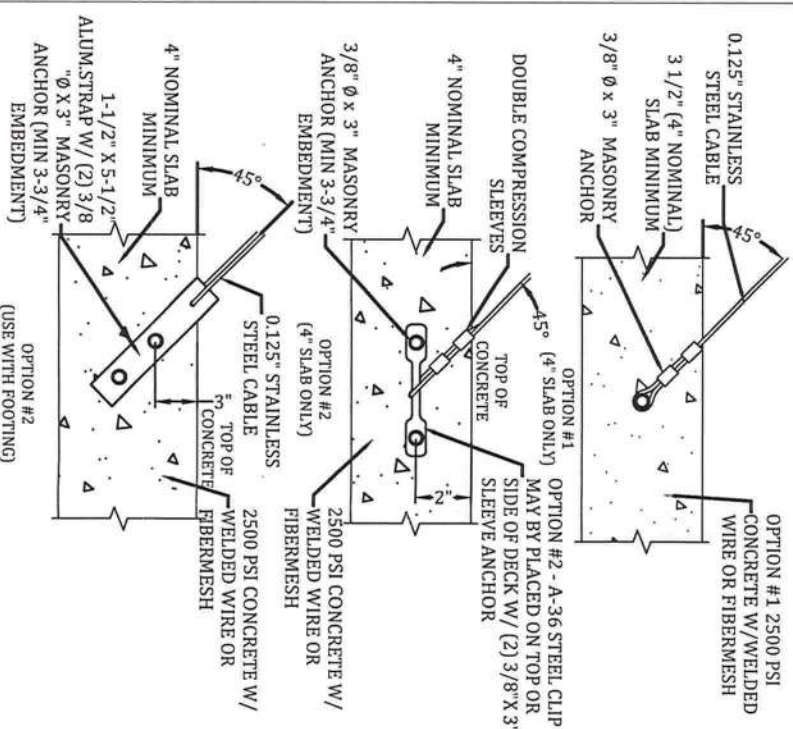 0.125" STAINLESS
STEEL CABLE
3 1/2" (4" NOMINAL)
SLAB MINIMUM
3/8" Ø MASONRY
ANCHOR
45°
OPTION #1 2500 PSI
CONCRETE W/WELDED
WIRE OR FIBERMESH
OPTION #1
(4" SLAB ONLY)
DOUBLE COMPRESSION
SLEEVES
4" NOMINAL SLAB
MINIMUM
3/8" Ø x 3" MASONRY
ANCHOR (MIN 3-3/4"
EMBEDMENT)
45°
TOP OF
CONCRETE
2"
OPTION #2 - A-36 STEEL CLIP
MAY BY PLACED ON TOP OR
SIDE OF DECK W/ (2) 3/8"X 3"
SLEEVE ANCHOR
2500 PSI CONCRETE W/
WELDED WIRE OR
FIBERMESH
OPTION #2
(4" SLAB ONLY)
4" NOMINAL SLAB
MINIMUM
1-1/2" X 5-1/2"
ALUM.STRAP W/ (2) 3/8
"Ø X 3" MASONRY
ANCHOR (MIN 3-3/4"
EMBEDMENT)
45°
0.125" STAINLESS
STEEL CABLE
3"
TOP OF
CONCRETE
2500 PSI CONCRETE W/
WELDED WIRE OR
FIBERMESH
OPTION #2
(USE WITH FOOTING)